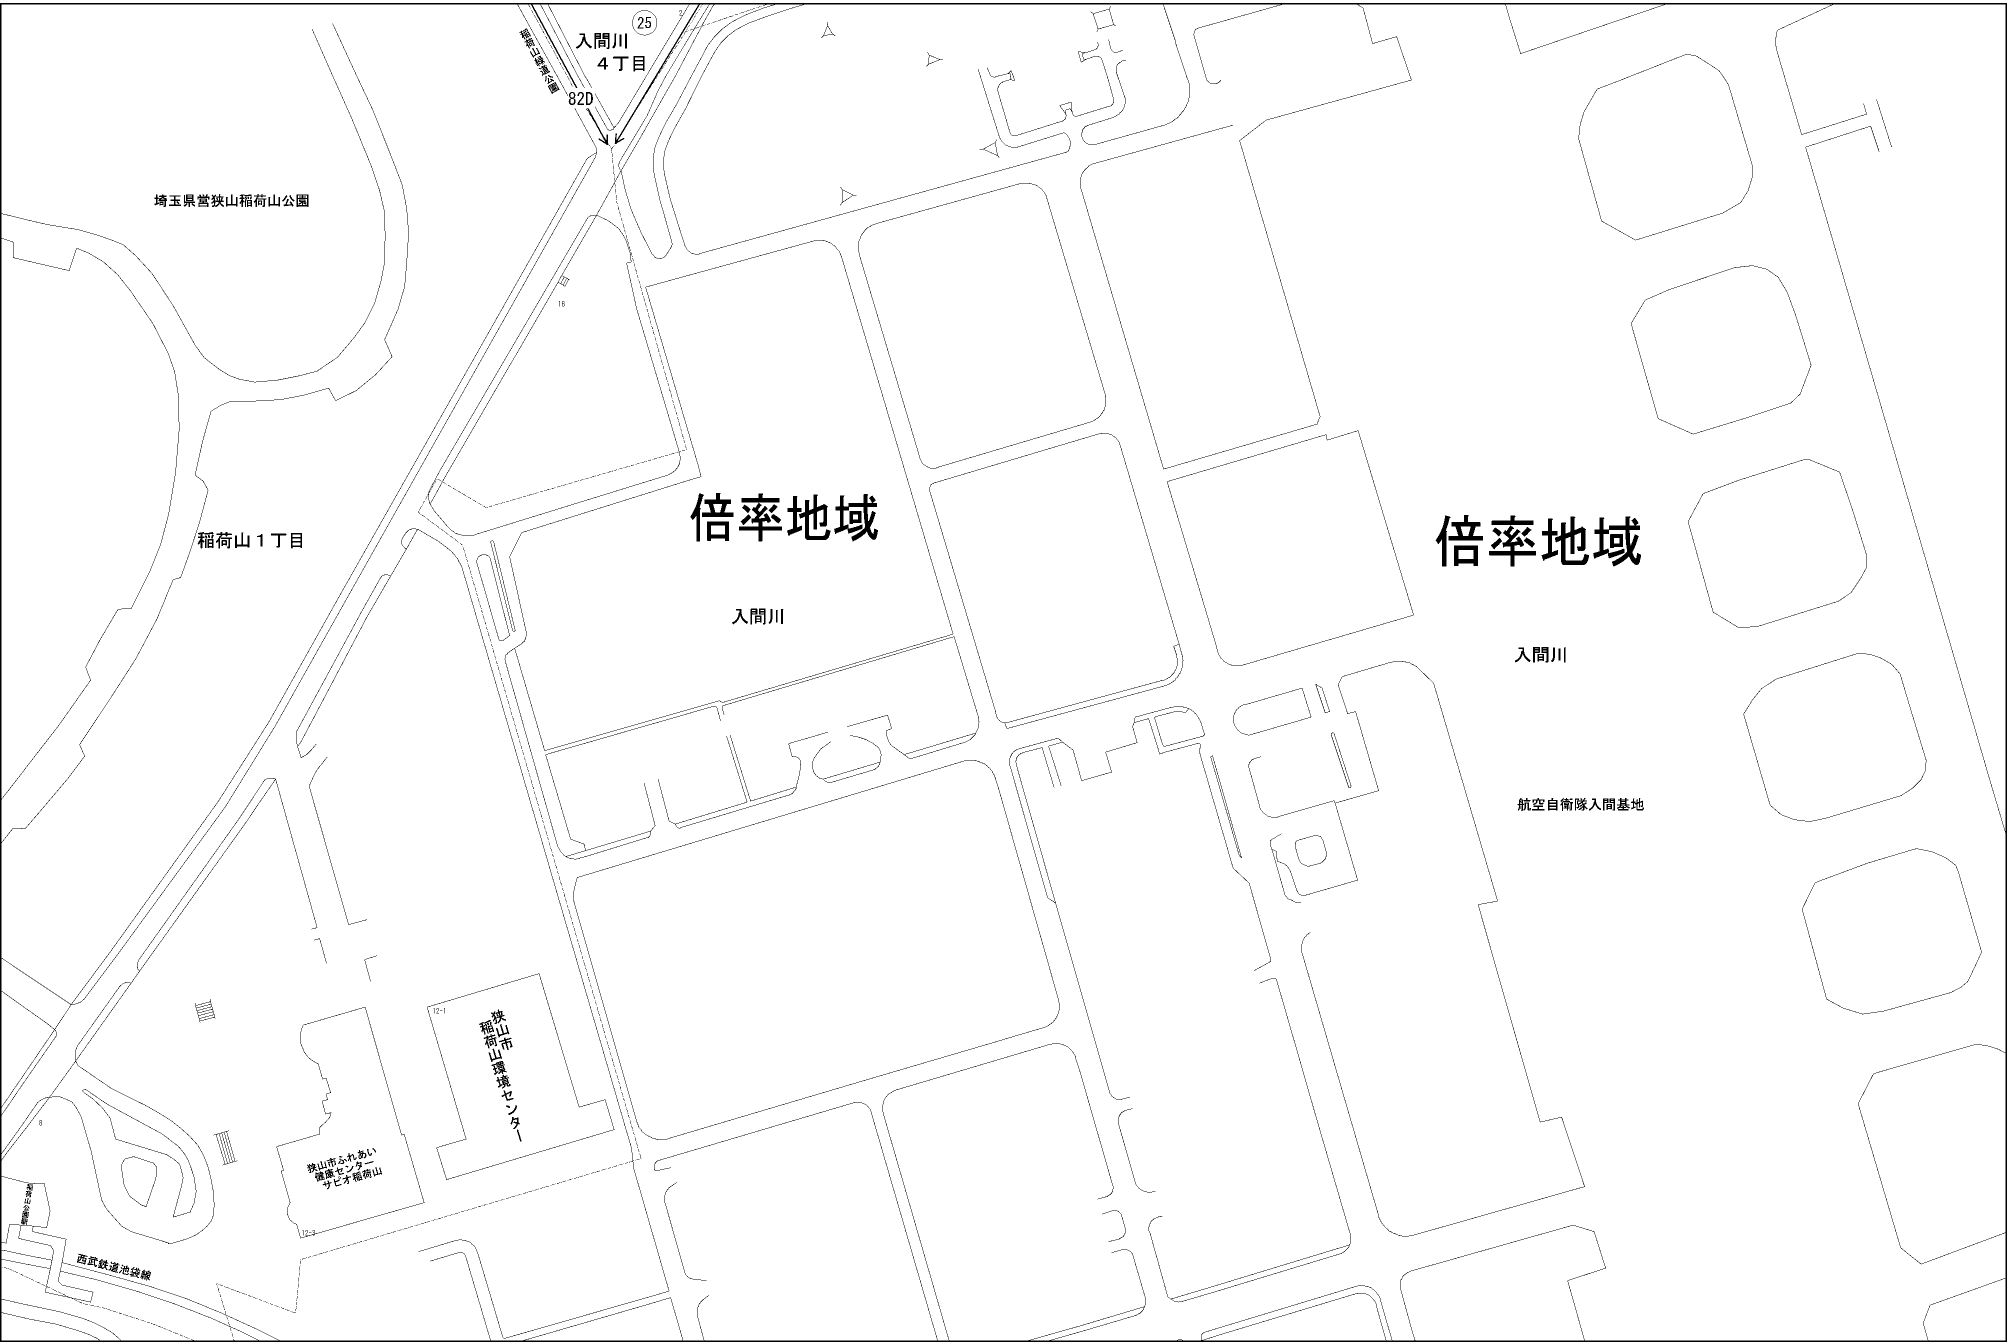 25
2
入間川
4丁目
稲荷山緑道公園
82D
埼玉県営狭山稲荷山公園
16
倍率地域
倍率地域
稲荷山1丁目
入間川
入間川
航空自衛隊入間基地
12-1
狭山市
稲荷山環境センター
8
狭山市ふれあい
健康センター
サピオ稲荷山
12-2
稲荷山公園駅
西武鉄道池袋線